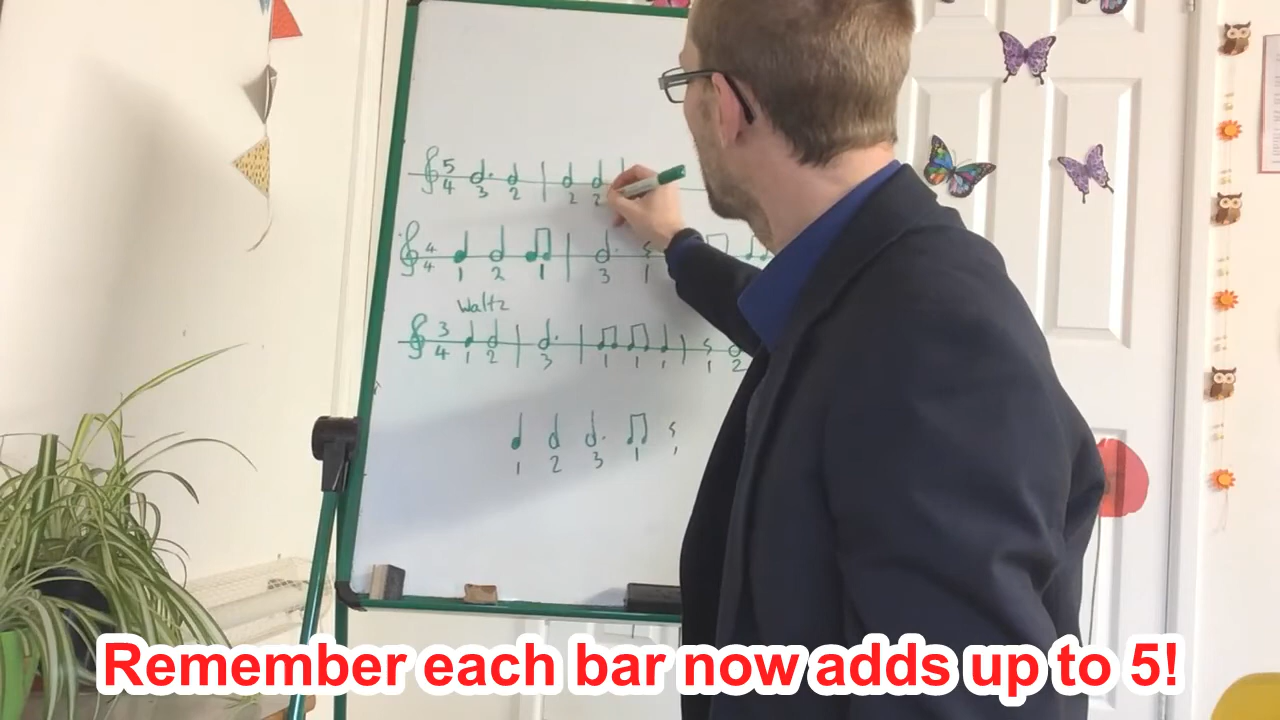 5
4 3 2 2 2
4
4 1 2 1 3 1
Waltz
3
4 1 2 3 1 1 1 1 2
1 2 3 1 1
Remember each bar now adds up to 5!